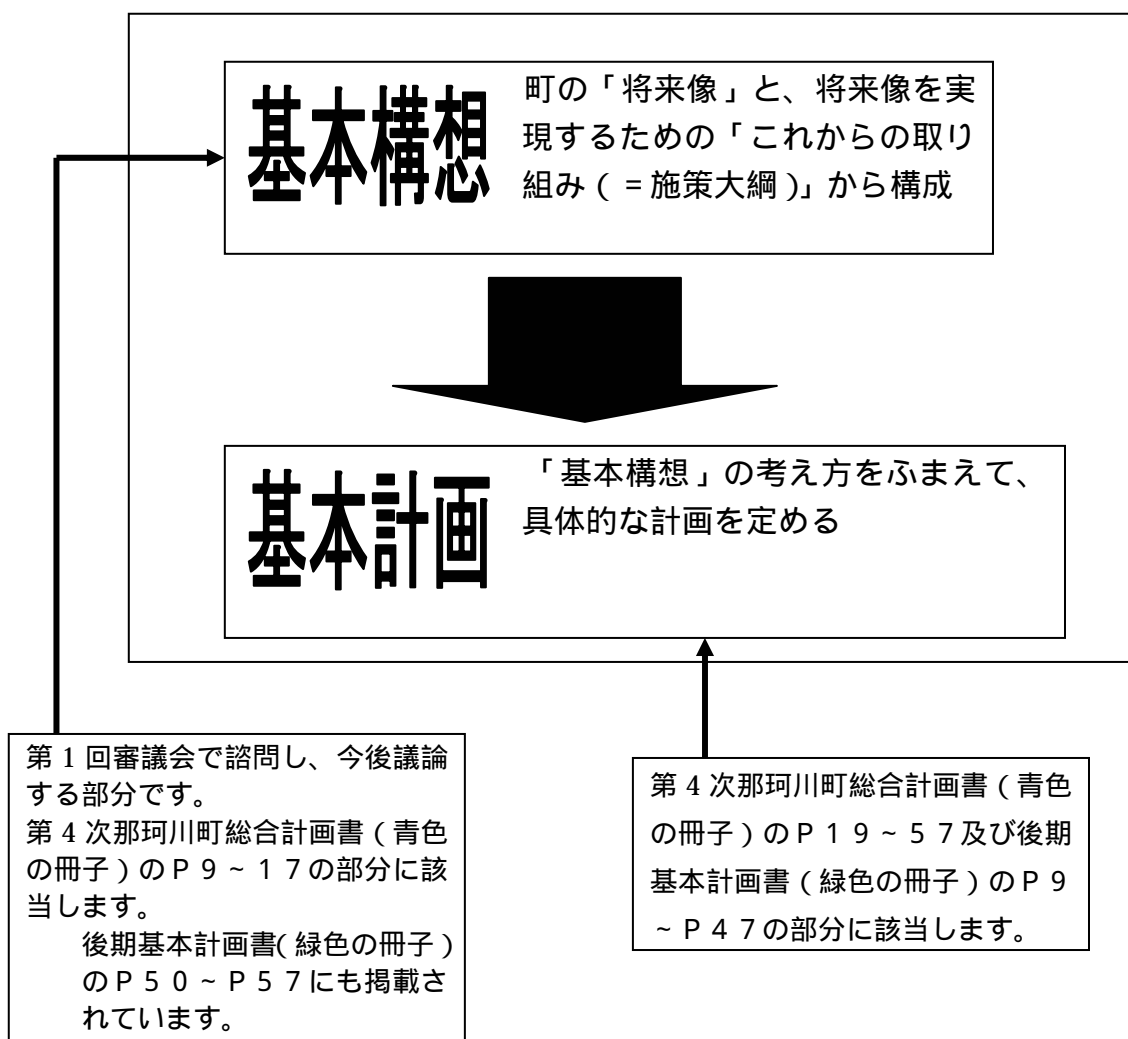 基本構想
町の「将来像」と、将来像を実
現するための「これからの取り
組み（＝施策大綱）」から構成
基本計画
「基本構想」の考え方をふまえて、
具体的な計画を定める
第1回審議会で諮問し、今後議論
する部分です。
第4次那珂川町総合計画書（青色
の冊子）のＰ９～１７の部分に該
当します。
後期基本計画書（緑色の冊子）
のＰ５０～Ｐ５７にも掲載さ
れています。
第4次那珂川町総合計画書（青色
の冊子）のＰ１９～５７及び後期
基本計画書（緑色の冊子）のＰ９
～Ｐ４７の部分に該当します。